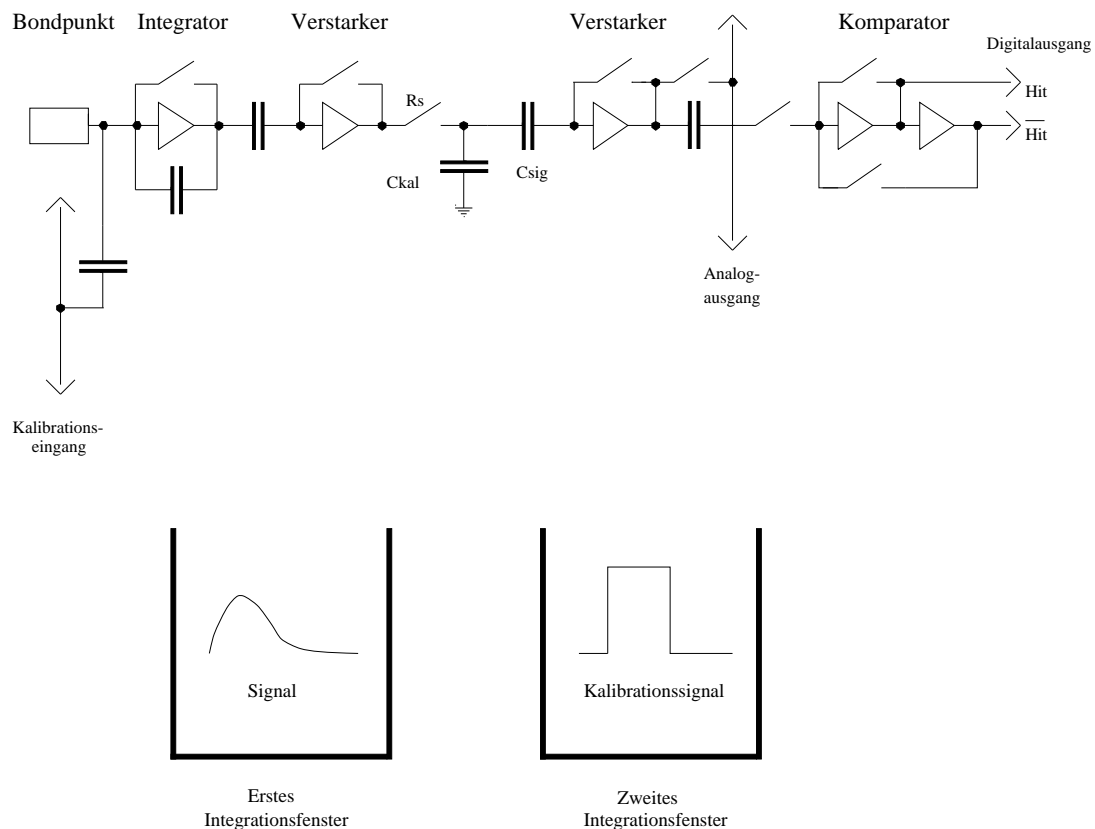 Bondpunkt Integrator Verstarker Verstarker Komparator
Digitalausgang
Hit
Hit
Rs
Ckal
Csig
Analog-
ausgang
Kalibrations-
eingang
Signal
Kalibrationssignal
Erstes
Integrationsfenster
Zweites
Integrationsfenster